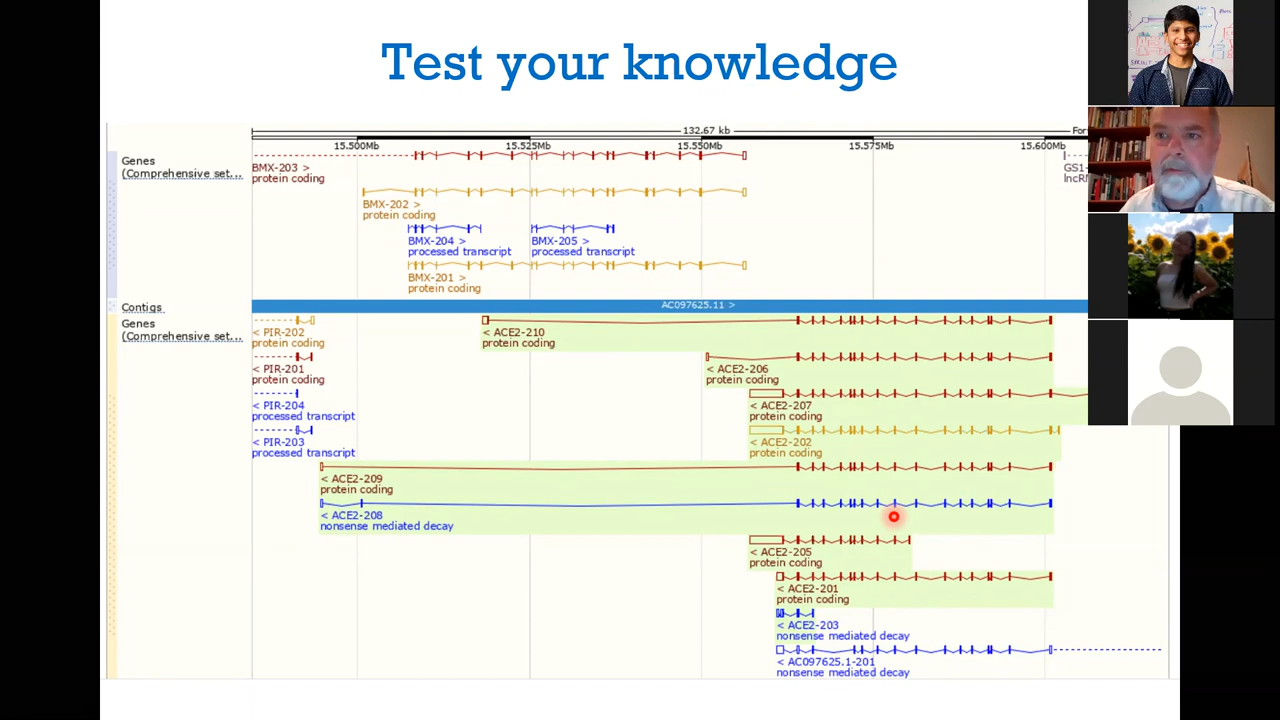 Test your knowledge
132.67 kb
For
15.500Mb 15.525Mb 15.550Mb 15.575Mb 15.600Mb
Genes
(Comprehensive set...
BMX-203 >
protein coding
GS1-
lncRN
BMX-202 >
protein coding
BMX-204 >
processed transcript
BMX-205 >
processed transcript
BMX-201 >
protein coding
Contigs
AC097625.11 >
Genes
(Comprehensive set...
< PIR-202
protein coding
< ACE2-210
protein coding
< PIR-201
protein coding
< ACE2-206
protein coding
< PIR-204
processed transcript
< ACE2-207
protein coding
< PIR-203
processed transcript
< ACE2-202
protein coding
< ACE2-209
protein coding
< ACE2-208
nonsense mediated decay
< ACE2-205
protein coding
< ACE2-201
protein coding
< ACE2-203
nonsense mediated decay
< AC097625.1-201
nonsense mediated decay